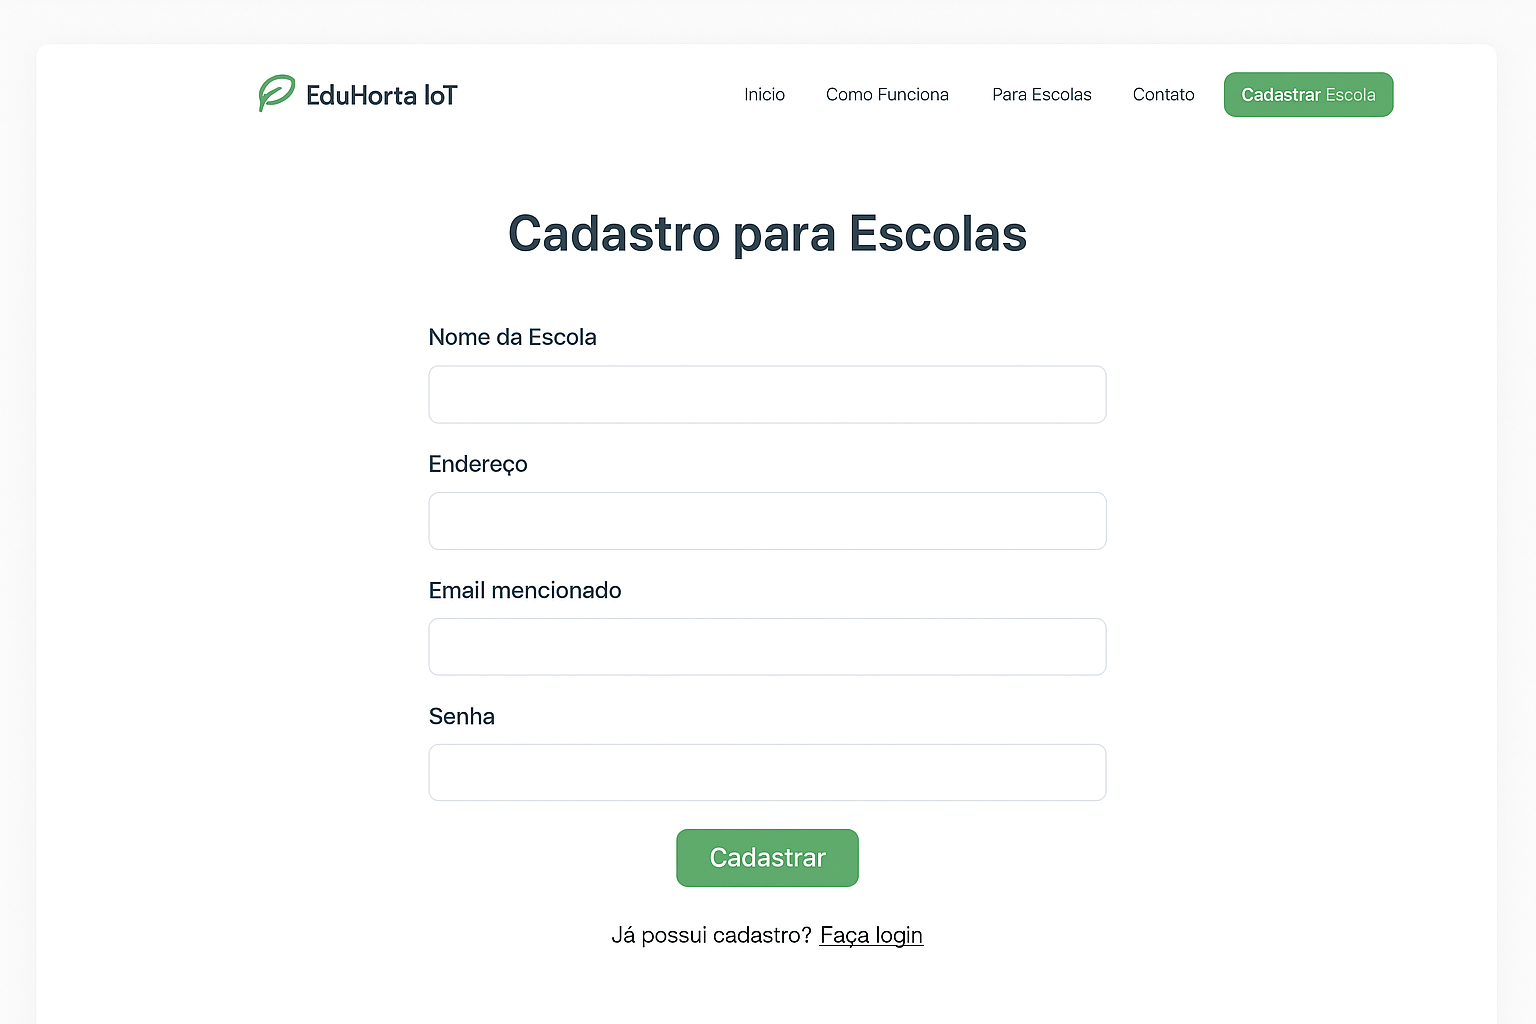 EduHorta IoT
Inicio Como Funciona Para Escolas Contato Cadastrar Escola
Cadastro para Escolas
Nome da Escola
Endereço
Email mencionado
Senha
Cadastrar
Já possui cadastro? Faça login